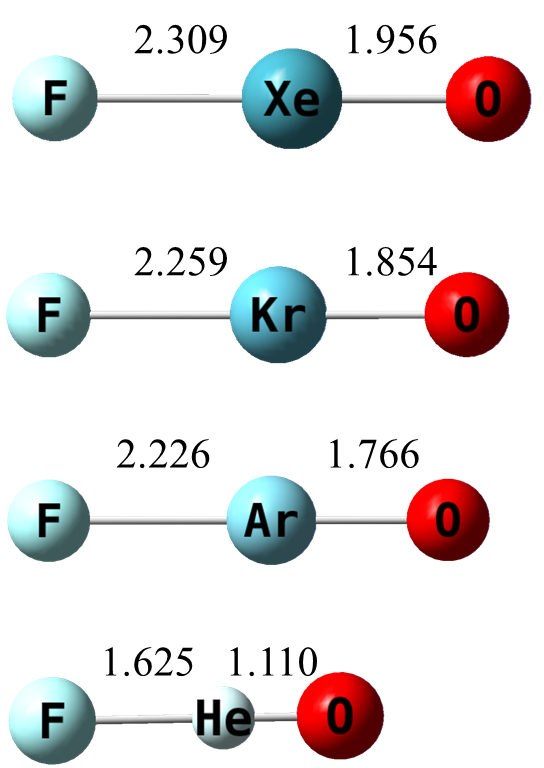 2.309 1.956
F Xe O
2.259 1.854
F Kr O
2.226 1.766
F Ar O
1.625 1.110
F He O